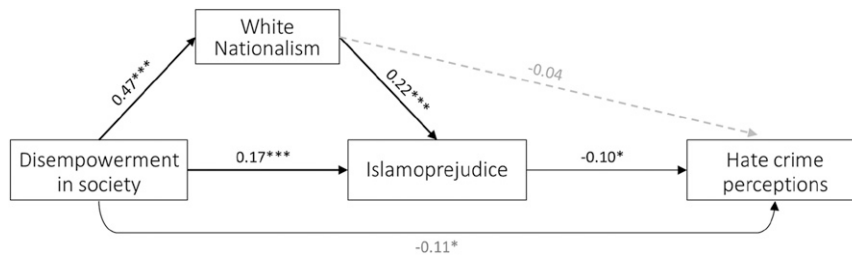 White
Nationalism
-0.04
0.47***
0.22***
Disempowerment
in society
0.17***
Islamoprejudice
-0.10*
Hate crime
perceptions
-0.11*